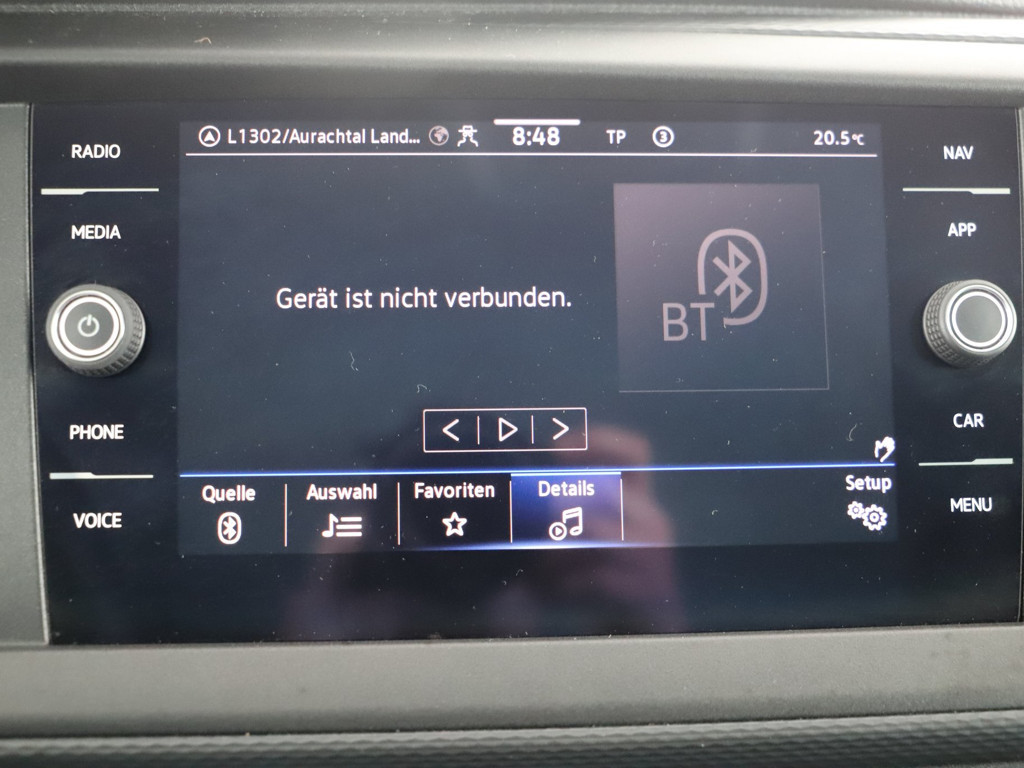 RADIO
MEDIA
PHONE
VOICE
L1302/Aurachtal Land... 8:48 TP 3 20.5°C
Gerät ist nicht verbunden.
BT
Quelle Auswahl Favoriten Details Setup
NAV
APP
CAR
MENU